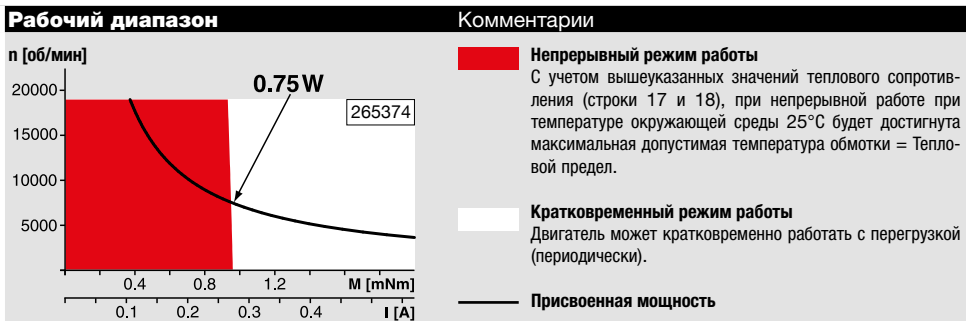 Рабочий диапазон
n [об/мин]
20000
15000
10000
5000
0.75 W
265374
0.4 0.8 1.2 M [mNm]
0.1 0.2 0.3 0.4 I [A]
Комментарии
Непрерывный режим работы
С учетом вышеуказанных значений теплового сопротив-
ления (строки 17 и 18), при непрерывной работе при
температуре окружающей среды 25°C будет достигнута
максимальная допустимая температура обмотки = Тепло-
вой предел.
Кратковременный режим работы
Двигатель может кратковременно работать с перегрузкой
(периодически).
Присвоенная мощность